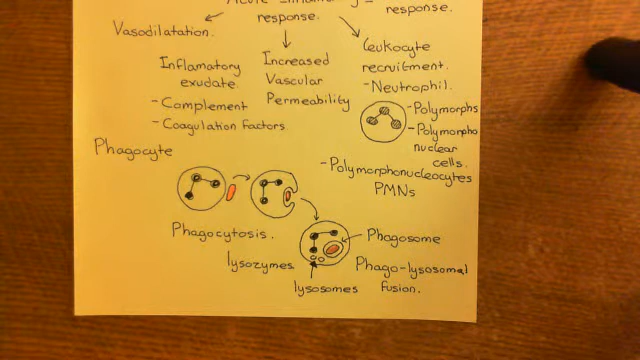 response.
response.
Vasodilatation.
Inflamatory
exudate.
- Complement
- Coagulation factors
Increased
Vascular
Permeability
Leukocyte
recruitment.
- Neutrophil.
- Polymorphs
- Polymorpho
nuclear
cells.
- Polymorphonucleocytes
PMNs
Phagocyte
Phagocytosis.
lysozymes.
lysosomes
Phagosome
Phago-lysosomal
fusion.